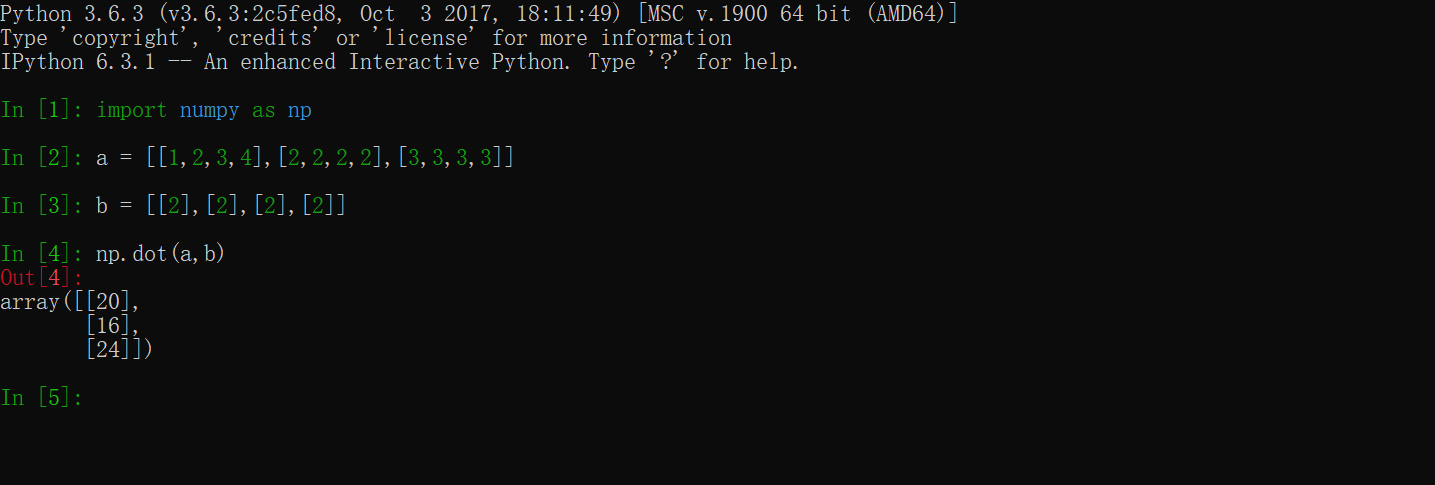 Python 3.6.3 (v3.6.3:2c5fed8, Oct  3 2017, 18:11:49) [MSC v.1900 64 bit (AMD64)]
Type 'copyright', 'credits' or 'license' for more information
IPython 6.3.1 -- An enhanced Interactive Python. Type '?' for help.
In [1]: import numpy as np
In [2]: a = [[1,2,3,4],[2,2,2,2],[3,3,3,3]]
In [3]: b = [[2],[2],[2],[2]]
In [4]: np.dot(a,b)
Out[4]:
array([[20],
       [16],
       [24]])
In [5]: